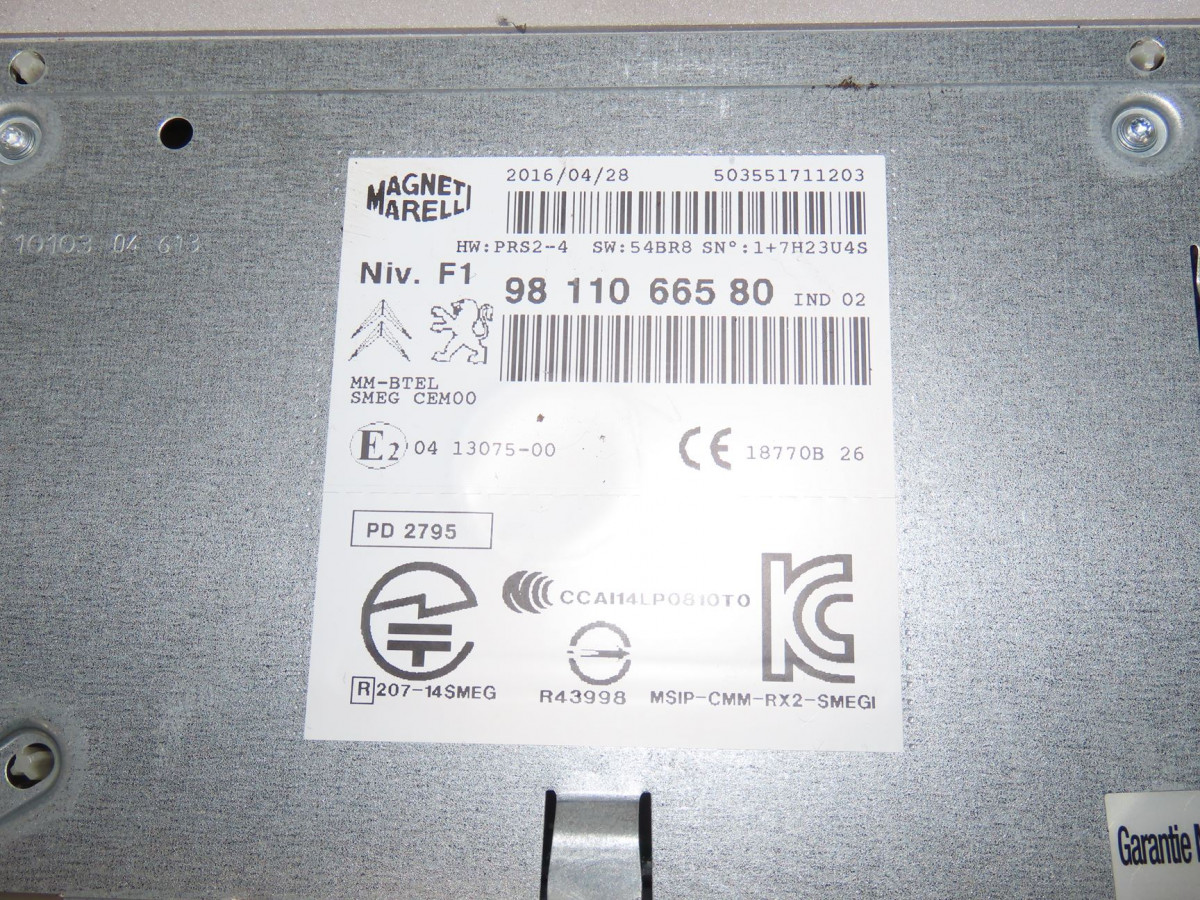 MAGNETI
MARELLI
2016/04/28 503551711203
HW:PRS2-4 SW:54BR8 SN°:1+7H23U4S
Niv. F1
98 110 665 80 IND 02
MM-BTEL
SMEG CEM00
E2 04 13075-00
CE 18770B 26
PD 2795
CCAI14LP0810T0
KC
R 207-14SMEG
R43998
MSIP-CMM-RX2-SMEGI
10103 04 613
Garantie